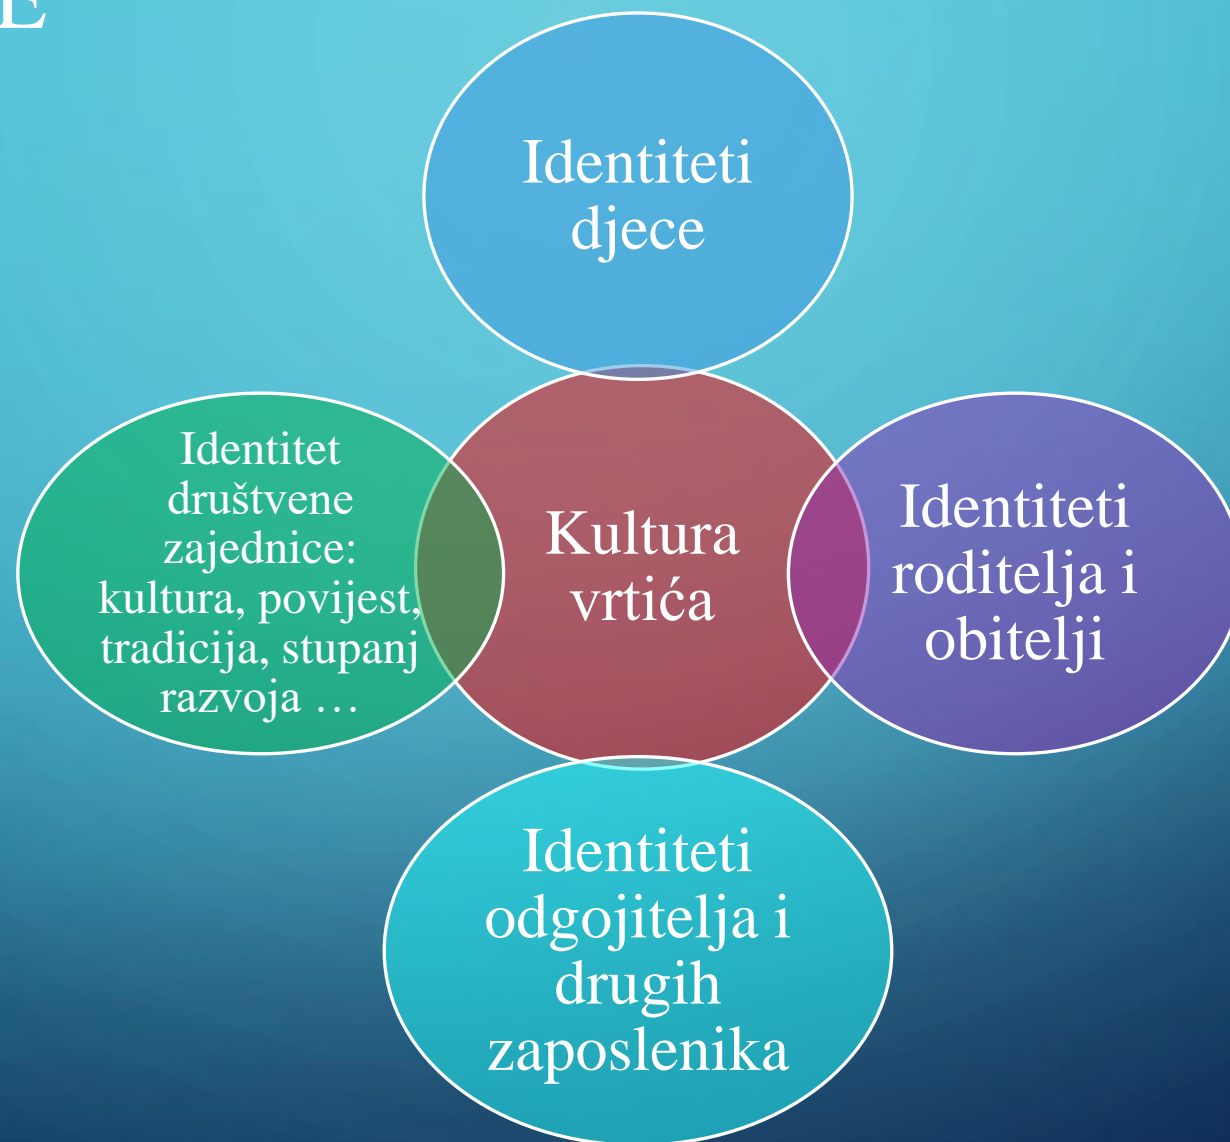 E
Identiteti
djece
Identitet
društvene
zajednice:
kultura, povijest,
tradicija, stupanj
razvoja …
Kultura
vrtića
Identiteti
roditelja i
obitelji
Identiteti
odgojitelja i
drugih
zaposlenika